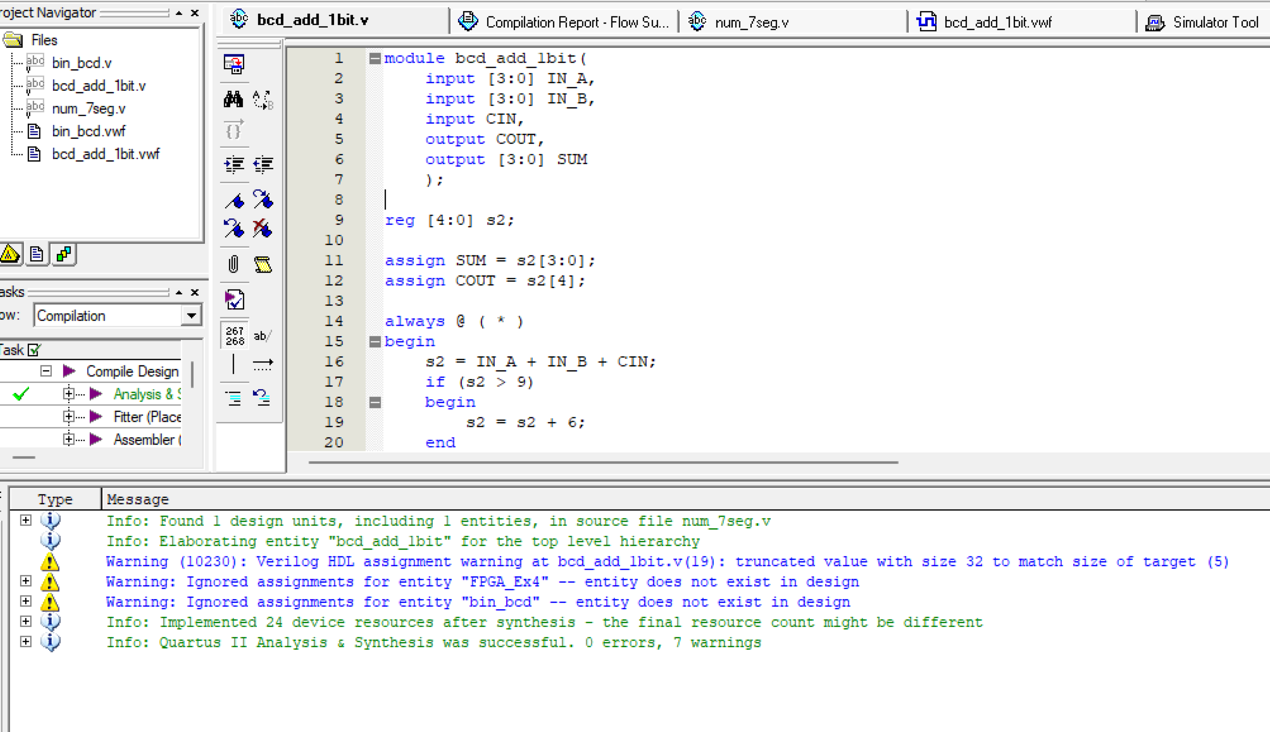 roject Navigator
Files
bin_bcd.v
bcd_add_1bit.v
num_7seg.v
bin_bcd.vwf
bcd_add_1bit.vwf
asks
ow: Compilation
Task
Compile Design
Analysis & S
Fitter (Place
Assembler (
bcd_add_1bit.v Compilation Report - Flow Su... num_7seg.v bcd_add_1bit.vwf Simulator Tool
267
268 ab/
1 module bcd_add_1bit(
2 input [3:0] IN_A,
3 input [3:0] IN_B,
4 input CIN,
5 output COUT,
6 output [3:0] SUM
7 );
8
9 reg [4:0] s2;
10
11 assign SUM = s2[3:0];
12 assign COUT = s2[4];
13
14 always @ ( * )
15 begin
16 s2 = IN_A + IN_B + CIN;
17 if (s2 > 9)
18 begin
19 s2 = s2 + 6;
20 end
Type Message
Info: Found 1 design units, including 1 entities, in source file num_7seg.v
Info: Elaborating entity "bcd_add_1bit" for the top level hierarchy
Warning (10230): Verilog HDL assignment warning at bcd_add_1bit.v(19): truncated value with size 32 to match size of target (5)
Warning: Ignored assignments for entity "FPGA_Ex4" -- entity does not exist in design
Warning: Ignored assignments for entity "bin_bcd" -- entity does not exist in design
Info: Implemented 24 device resources after synthesis - the final resource count might be different
Info: Quartus II Analysis & Synthesis was successful. 0 errors, 7 warnings